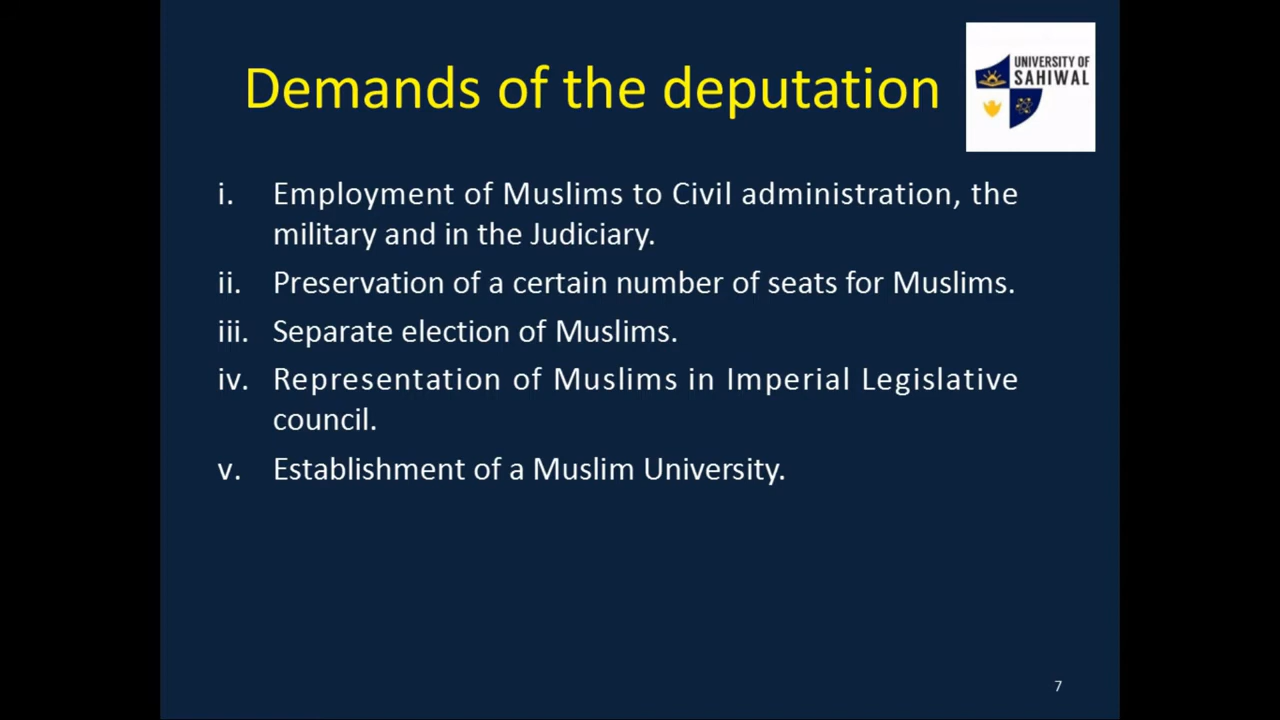 Demands of the deputation
UNIVERSITY OF
SAHIWAL
i. Employment of Muslims to Civil administration, the
military and in the Judiciary.
ii. Preservation of a certain number of seats for Muslims.
iii. Separate election of Muslims.
iv. Representation of Muslims in Imperial Legislative
council.
v. Establishment of a Muslim University.
7